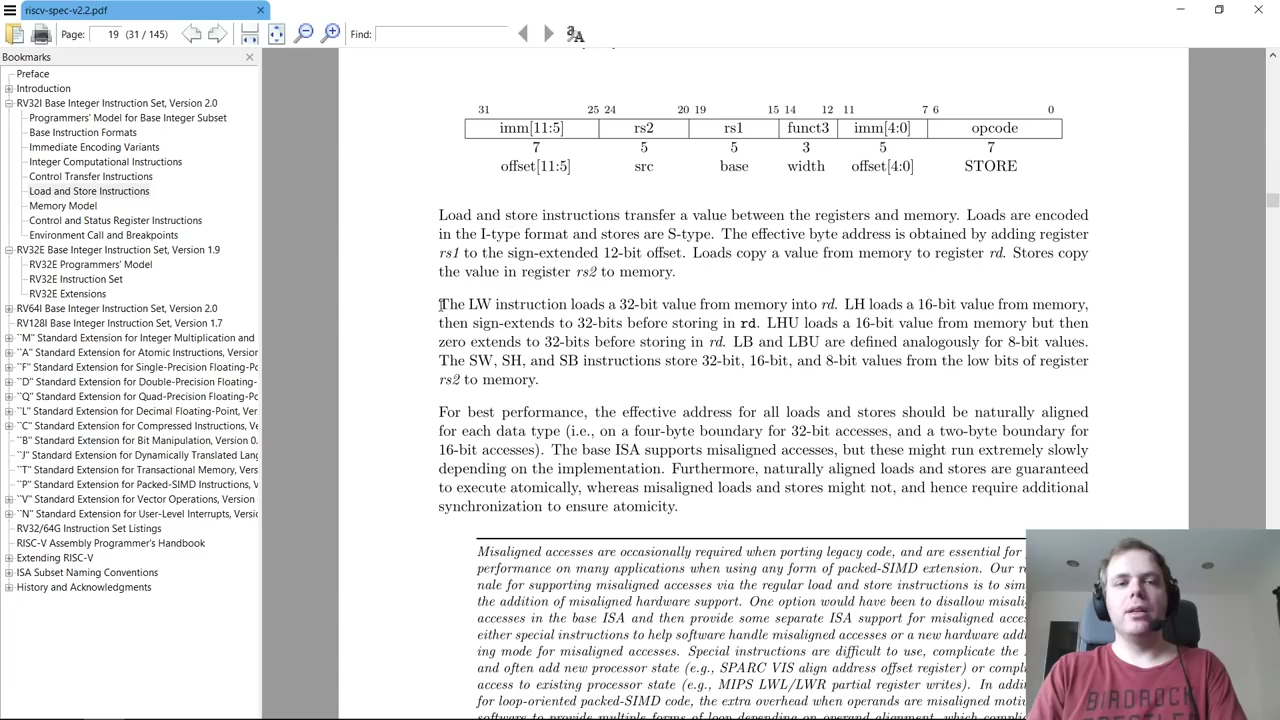 riscv-spec-v2.2.pdf
Page: 19 (31 / 145) Find:
Bookmarks
Preface
Introduction
RV32I Base Integer Instruction Set, Version 2.0
Programmers' Model for Base Integer Subset
Base Instruction Formats
Immediate Encoding Variants
Integer Computational Instructions
Control Transfer Instructions
Load and Store Instructions
Memory Model
Control and Status Register Instructions
Environment Call and Breakpoints
RV32E Base Integer Instruction Set, Version 1.9
RV32E Programmers' Model
RV32E Instruction Set
RV32E Extensions
RV64I Base Integer Instruction Set, Version 2.0
RV128I Base Integer Instruction Set, Version 1.7
``M'' Standard Extension for Integer Multiplication and
``A'' Standard Extension for Atomic Instructions, Version
``F'' Standard Extension for Single-Precision Floating-Po
``D'' Standard Extension for Double-Precision Floating-
``Q'' Standard Extension for Quad-Precision Floating-Po
``L'' Standard Extension for Decimal Floating-Point, Ver
``C'' Standard Extension for Compressed Instructions, Ve
``B'' Standard Extension for Bit Manipulation, Version 0.
``J'' Standard Extension for Dynamically Translated Lang
``T'' Standard Extension for Transactional Memory, Vers
``P'' Standard Extension for Packed-SIMD Instructions, V
``V'' Standard Extension for Vector Operations, Version
``N'' Standard Extension for User-Level Interrupts, Versio
RV32/64G Instruction Set Listings
RISC-V Assembly Programmer's Handbook
Extending RISC-V
ISA Subset Naming Conventions
History and Acknowledgments
31 25 24 20 19 15 14 12 11 7 6 0
imm[11:5] rs2 rs1 funct3 imm[4:0] opcode
7 5 5 3 5 7
offset[11:5] src base width offset[4:0] STORE
Load and store instructions transfer a value between the registers and memory. Loads are encoded
in the I-type format and stores are S-type. The effective byte address is obtained by adding register
rs1 to the sign-extended 12-bit offset. Loads copy a value from memory to register rd. Stores copy
the value in register rs2 to memory.
The LW instruction loads a 32-bit value from memory into rd. LH loads a 16-bit value from memory,
then sign-extends to 32-bits before storing in rd. LHU loads a 16-bit value from memory but then
zero extends to 32-bits before storing in rd. LB and LBU are defined analogously for 8-bit values.
The SW, SH, and SB instructions store 32-bit, 16-bit, and 8-bit values from the low bits of register
rs2 to memory.
For best performance, the effective address for all loads and stores should be naturally aligned
for each data type (i.e., on a four-byte boundary for 32-bit accesses, and a two-byte boundary for
16-bit accesses). The base ISA supports misaligned accesses, but these might run extremely slowly
depending on the implementation. Furthermore, naturally aligned loads and stores are guaranteed
to execute atomically, whereas misaligned loads and stores might not, and hence require additional
synchronization to ensure atomicity.
Misaligned accesses are occasionally required when porting legacy code, and are essential for
performance on many applications when using any form of packed-SIMD extension. Our r
nale for supporting misaligned accesses via the regular load and store instructions is to sim
the addition of misaligned hardware support. One option would have been to disallow misali
accesses in the base ISA and then provide some separate ISA support for misaligned acce
either special instructions to help software handle misaligned accesses or a new hardware add
ing mode for misaligned accesses. Special instructions are difficult to use, complicate the
and often add new processor state (e.g., SPARC VIS align address offset register) or compl
access to existing processor state (e.g., MIPS LWL/LWR partial register writes). In addi
for loop-oriented packed-SIMD code, the extra overhead when operands are misaligned moti
software to provide multiple forms of loop depending on operand alignment, which compli
BIRDROCK